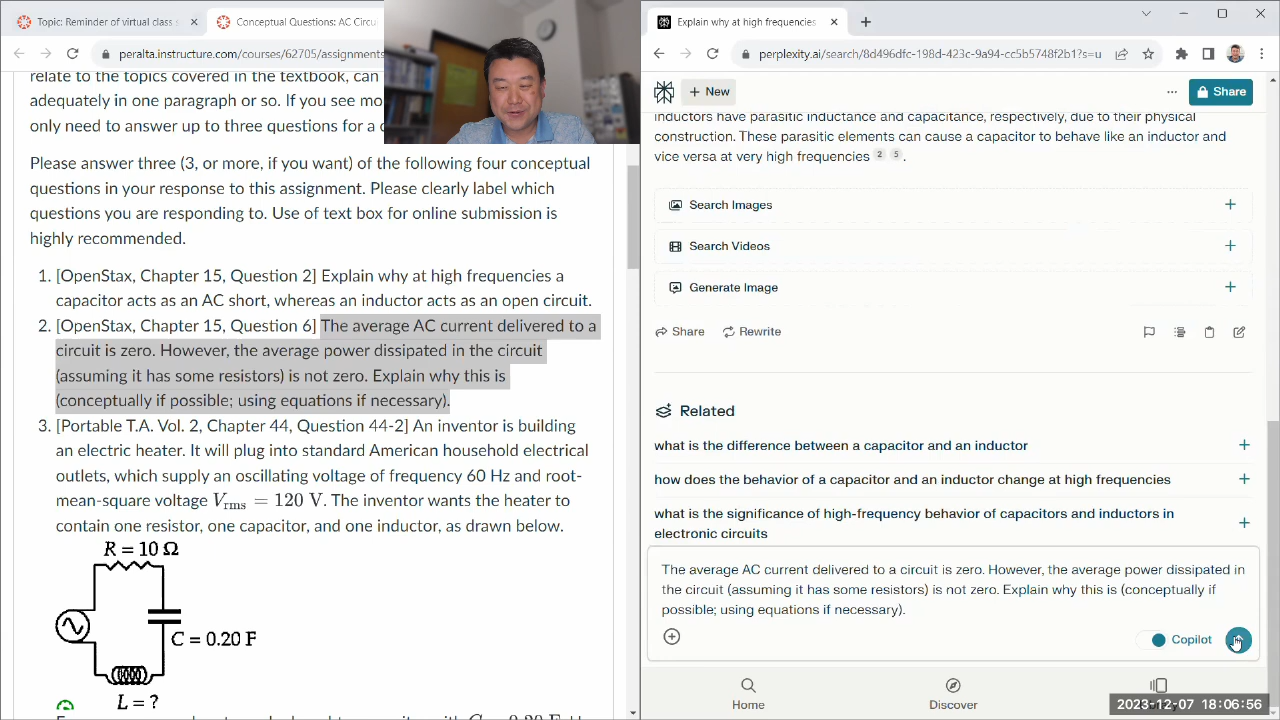 Topic: Reminder of virtual class s
Conceptual Questions: AC Circui
peralta.instructure.com/courses/62705/assignments
relate to the topics covered in the textbook, can
adequately in one paragraph or so. If you see mo
only need to answer up to three questions for a c
Please answer three (3, or more, if you want) of the following four conceptual
questions in your response to this assignment. Please clearly label which
questions you are responding to. Use of text box for online submission is
highly recommended.
1. [OpenStax, Chapter 15, Question 2] Explain why at high frequencies a
capacitor acts as an AC short, whereas an inductor acts as an open circuit.
2. [OpenStax, Chapter 15, Question 6] The average AC current delivered to a
circuit is zero. However, the average power dissipated in the circuit
(assuming it has some resistors) is not zero. Explain why this is
(conceptually if possible; using equations if necessary).
3. [Portable T.A. Vol. 2, Chapter 44, Question 44-2] An inventor is building
an electric heater. It will plug into standard American household electrical
outlets, which supply an oscillating voltage of frequency 60 Hz and root-
mean-square voltage Vrms = 120 V. The inventor wants the heater to
contain one resistor, one capacitor, and one inductor, as drawn below.
R = 10 Ω
C = 0.20 F
L = ?
Explain why at high frequencies
New
Share
inductors have parasitic inductance and capacitance, respectively, due to their physical
construction. These parasitic elements can cause a capacitor to behave like an inductor and
vice versa at very high frequencies 2 5 .
Search Images
Search Videos
Generate Image
Share Rewrite
Related
what is the difference between a capacitor and an inductor
how does the behavior of a capacitor and an inductor change at high frequencies
what is the significance of high-frequency behavior of capacitors and inductors in
electronic circuits
The average AC current delivered to a circuit is zero. However, the average power dissipated in
the circuit (assuming it has some resistors) is not zero. Explain why this is (conceptually if
possible; using equations if necessary).
Copilot
Home
Discover
2023-12-07 18:06:56